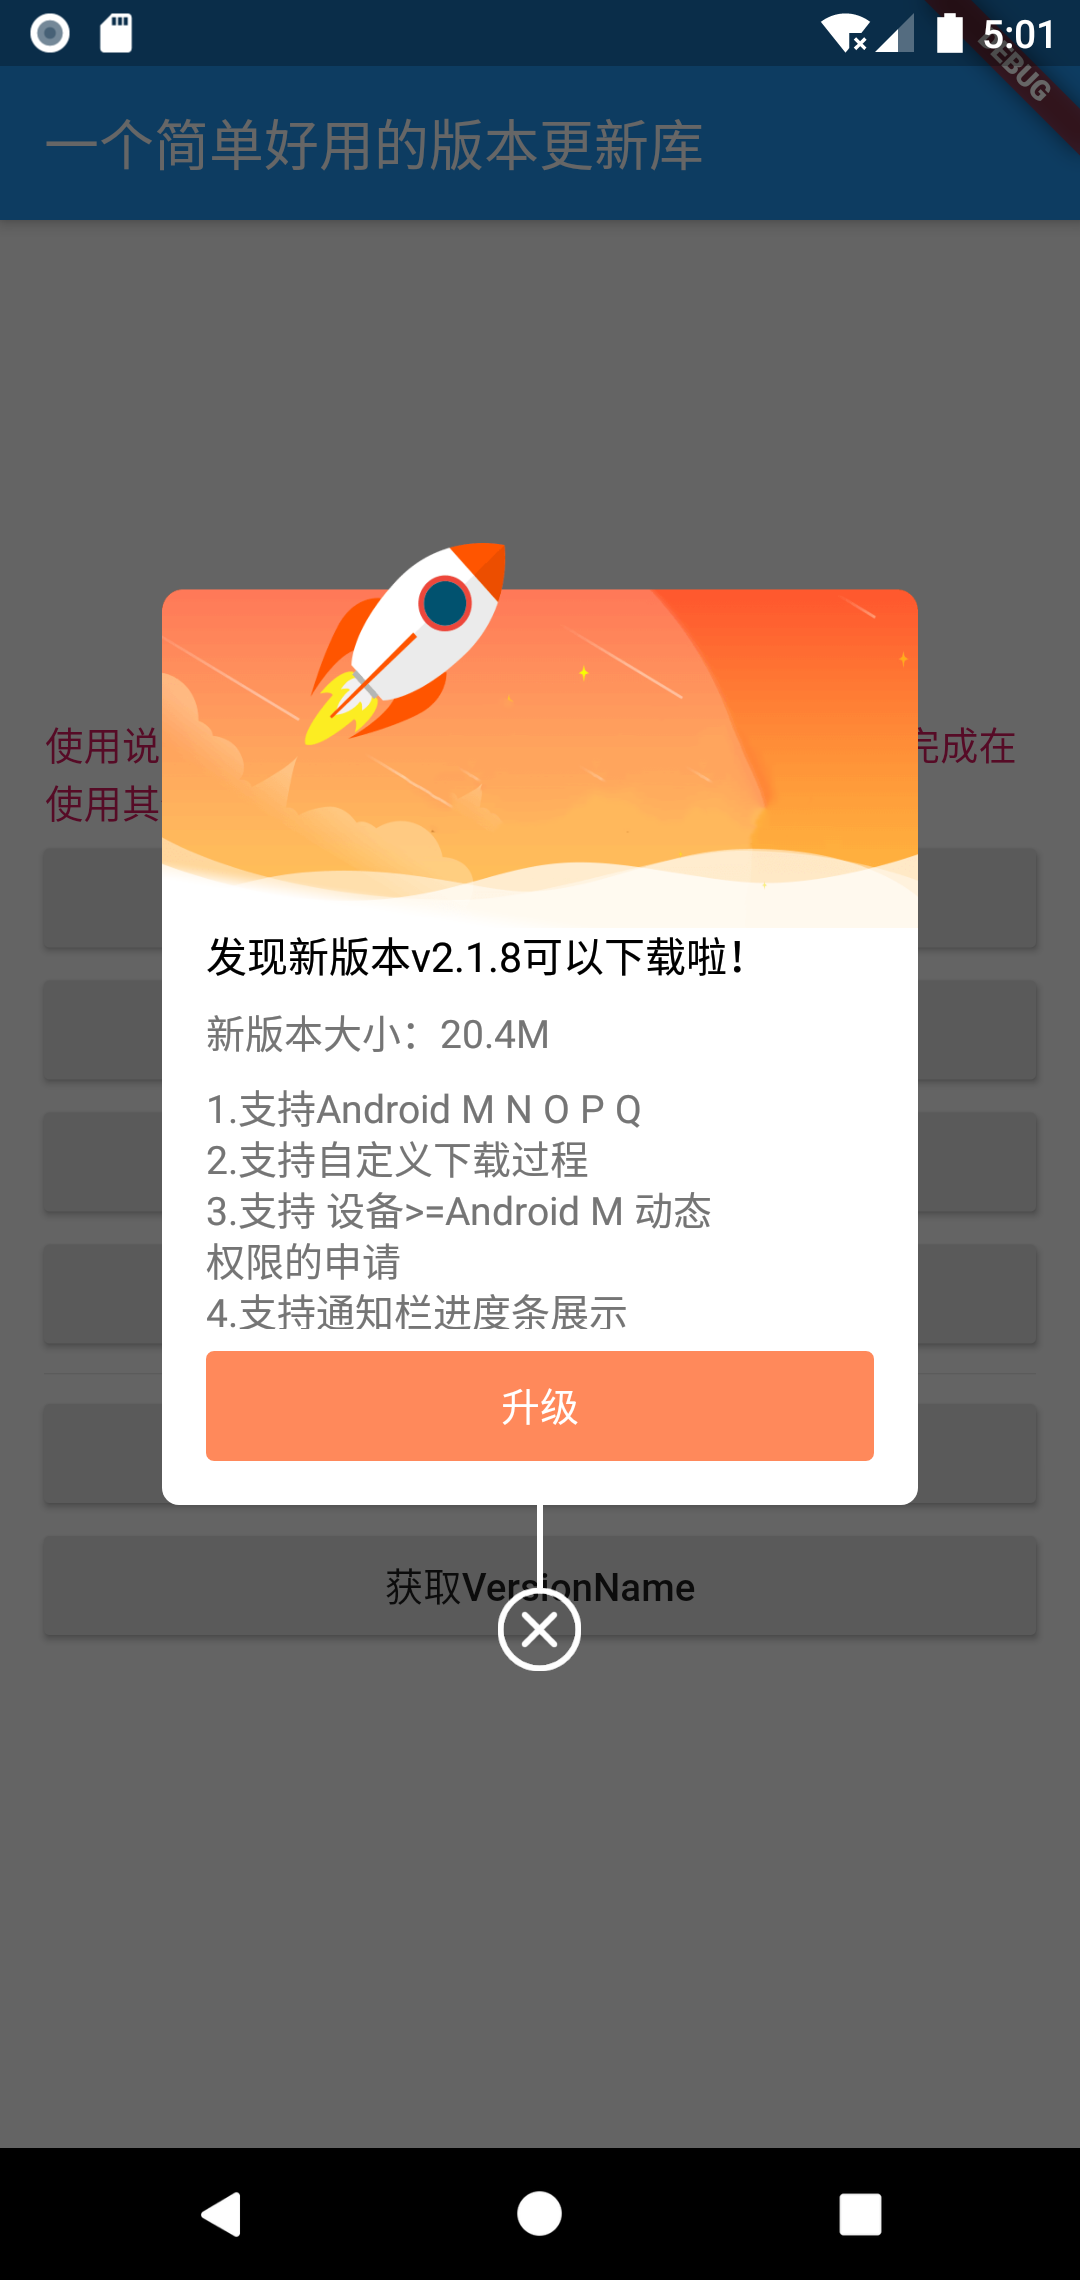 5:01
DEBUG
一个简单好用的版本更新库
使用说
完成在
使用其
发现新版本v2.1.8可以下载啦！
新版本大小：20.4M
1.支持Android M N O P Q
2.支持自定义下载过程
3.支持 设备>=Android M 动态
权限的申请
4.支持通知栏进度条展示
升级
获取VersionName